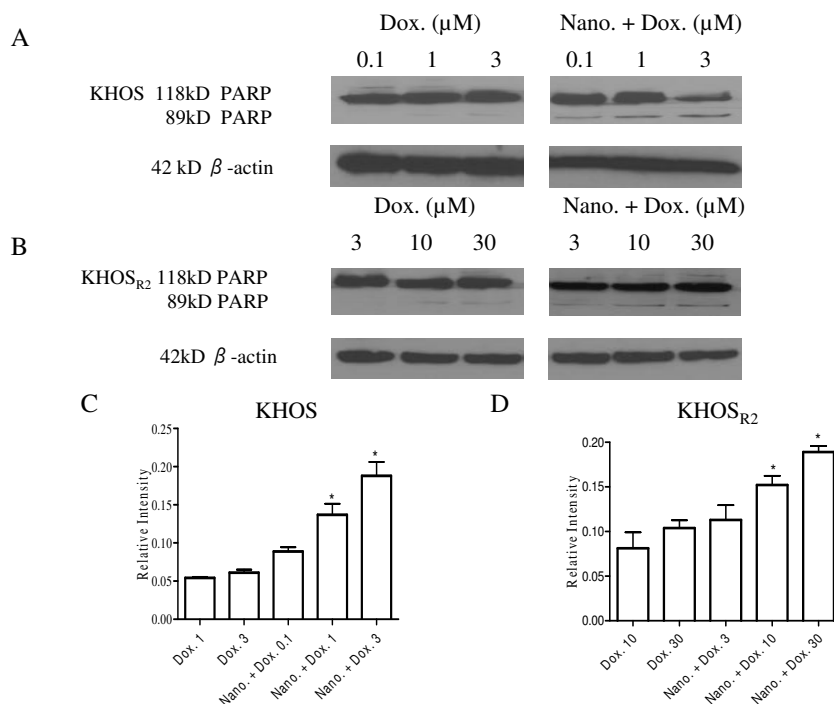 A
Dox. (µM) Nano. + Dox. (µM)
0.1 1 3 0.1 1 3
KHOS 118kD PARP
89kD PARP
42 kD β-actin
B
Dox. (µM) Nano. + Dox. (µM)
3 10 30 3 10 30
KHOSR2 118kD PARP
89kD PARP
42kD β-actin
C
KHOS
Relative Intensity
0.25
0.20
0.15
0.10
0.05
0.00
* *
Dox. 1
Dox. 3
Nano. + Dox. 0.1
Nano. + Dox. 1
Nano. + Dox. 3
D
KHOSR2
Relative Intensity
0.20
0.15
0.10
0.05
0.00
* *
Dox. 10
Dox. 30
Nano. + Dox. 3
Nano. + Dox. 10
Nano. + Dox. 30